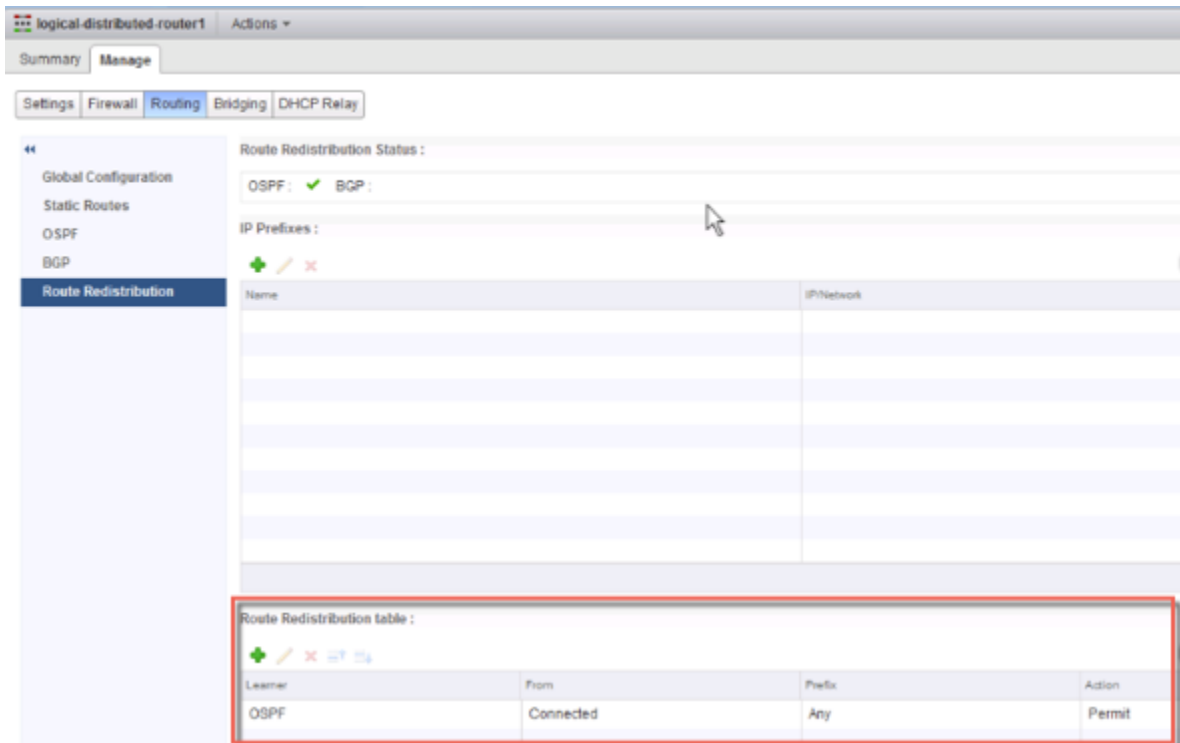 logical-distributed-router1 Actions
Summary Manage
Settings Firewall Routing Bridging DHCP Relay
Global Configuration
Static Routes
OSPF
BGP
Route Redistribution
Route Redistribution Status :
OSPF : BGP :
IP Prefixes :
Name IP/Network
Route Redistribution table :
Learner From Prefix Action
OSPF Connected Any Permit